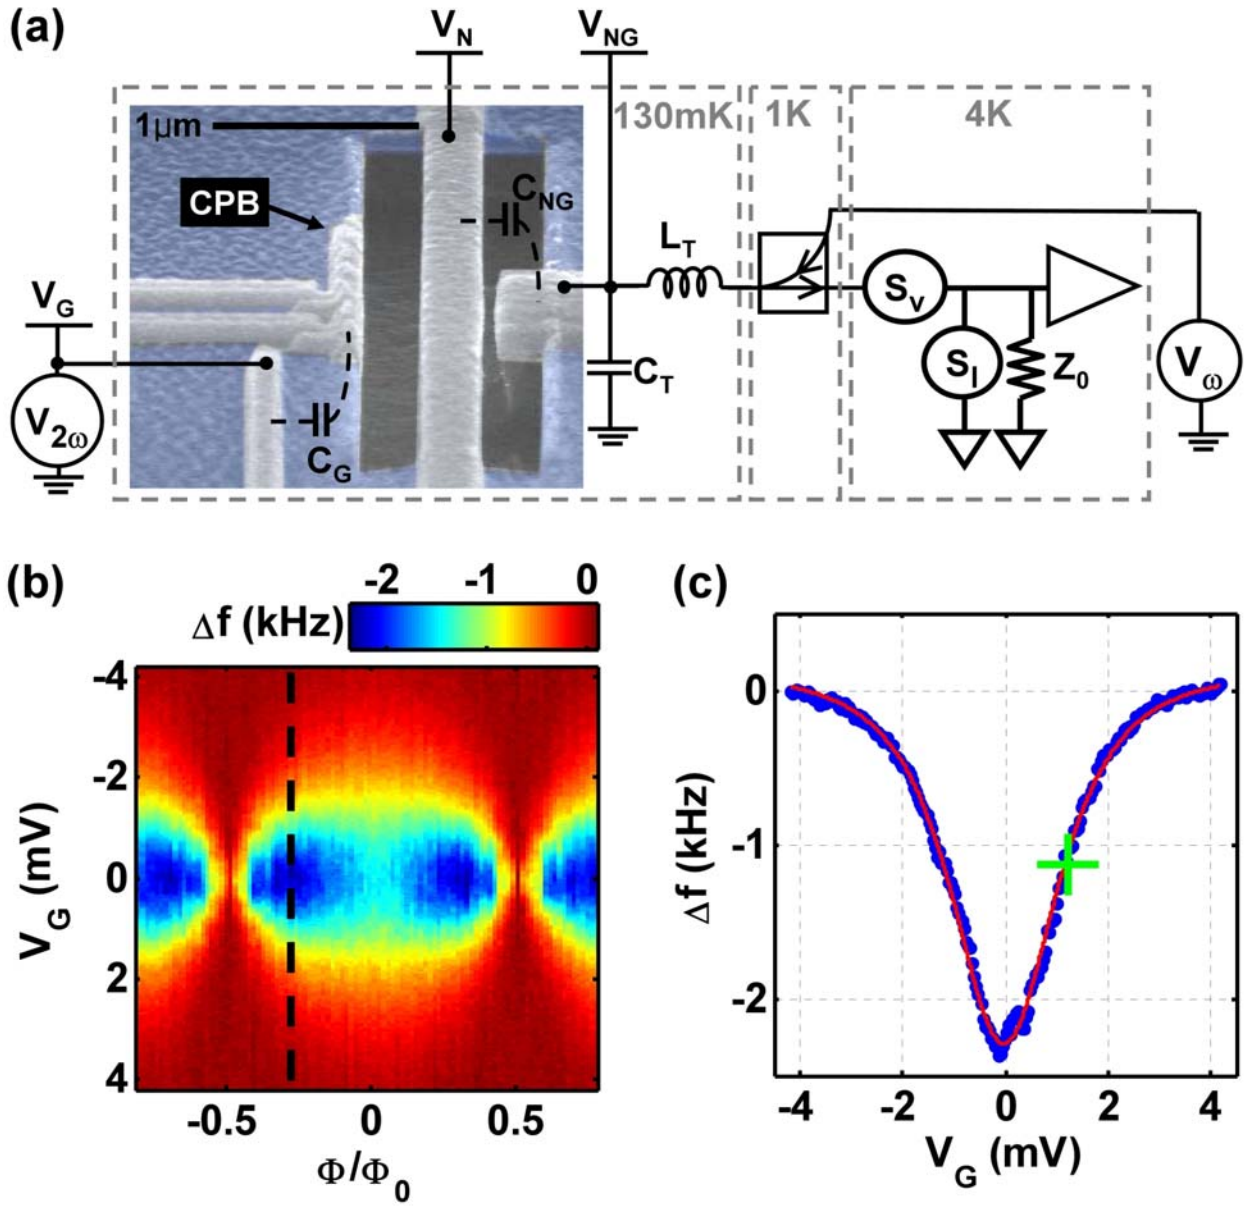 (a)
V_N V_NG
1μm 130mK 1K 4K
CPB C_NG
L_T
V_G S_v
C_T S_I Z_0 V_ω
V_2ω C_G
(b) -2 -1 0 (c)
Δf (kHz)
-4
-2
0
2
4
V_G (mV)
-0.5 0 0.5
Φ/Φ_0
0
-1
-2
Δf (kHz)
-4 -2 0 2 4
V_G (mV)